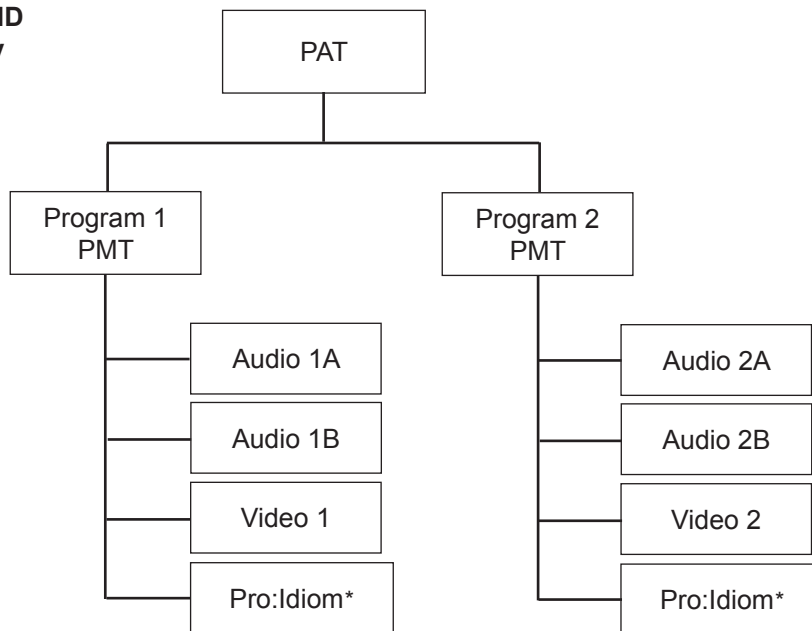 PAT
Program 1
PMT
Audio 1A
Audio 1B
Video 1
Pro:Idiom*
Program 2
PMT
Audio 2A
Audio 2B
Video 2
Pro:Idiom*